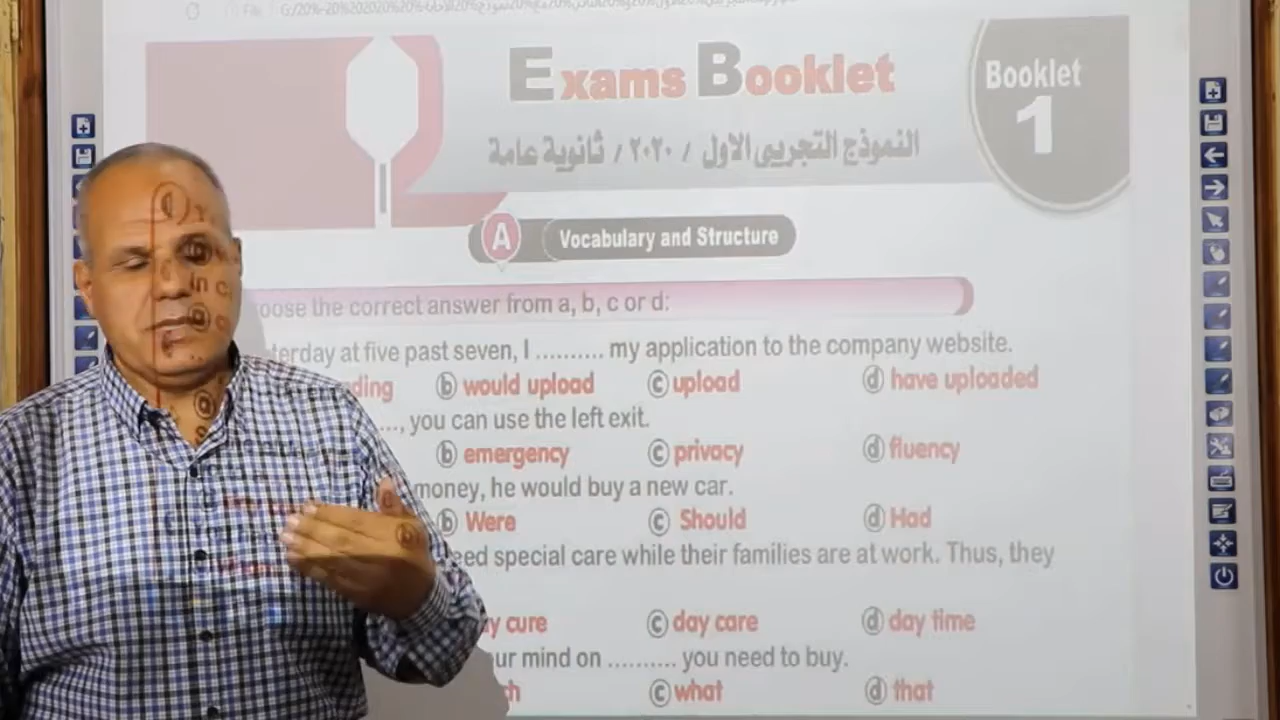 File
Exams Booklet
Booklet
1
النموذج التجريبى الاول / ٢٠٢٠ / ثانوية عامة
A Vocabulary and Structure
oose the correct answer from a, b, c or d:
terday at five past seven, I .......... my application to the company website.
ding b would upload c upload d have uploaded
..., you can use the left exit.
b emergency c privacy d fluency
money, he would buy a new car.
b Were c Should d Had
eed special care while their families are at work. Thus, they
y cure c day care d day time
ur mind on .......... you need to buy.
ch c what d that